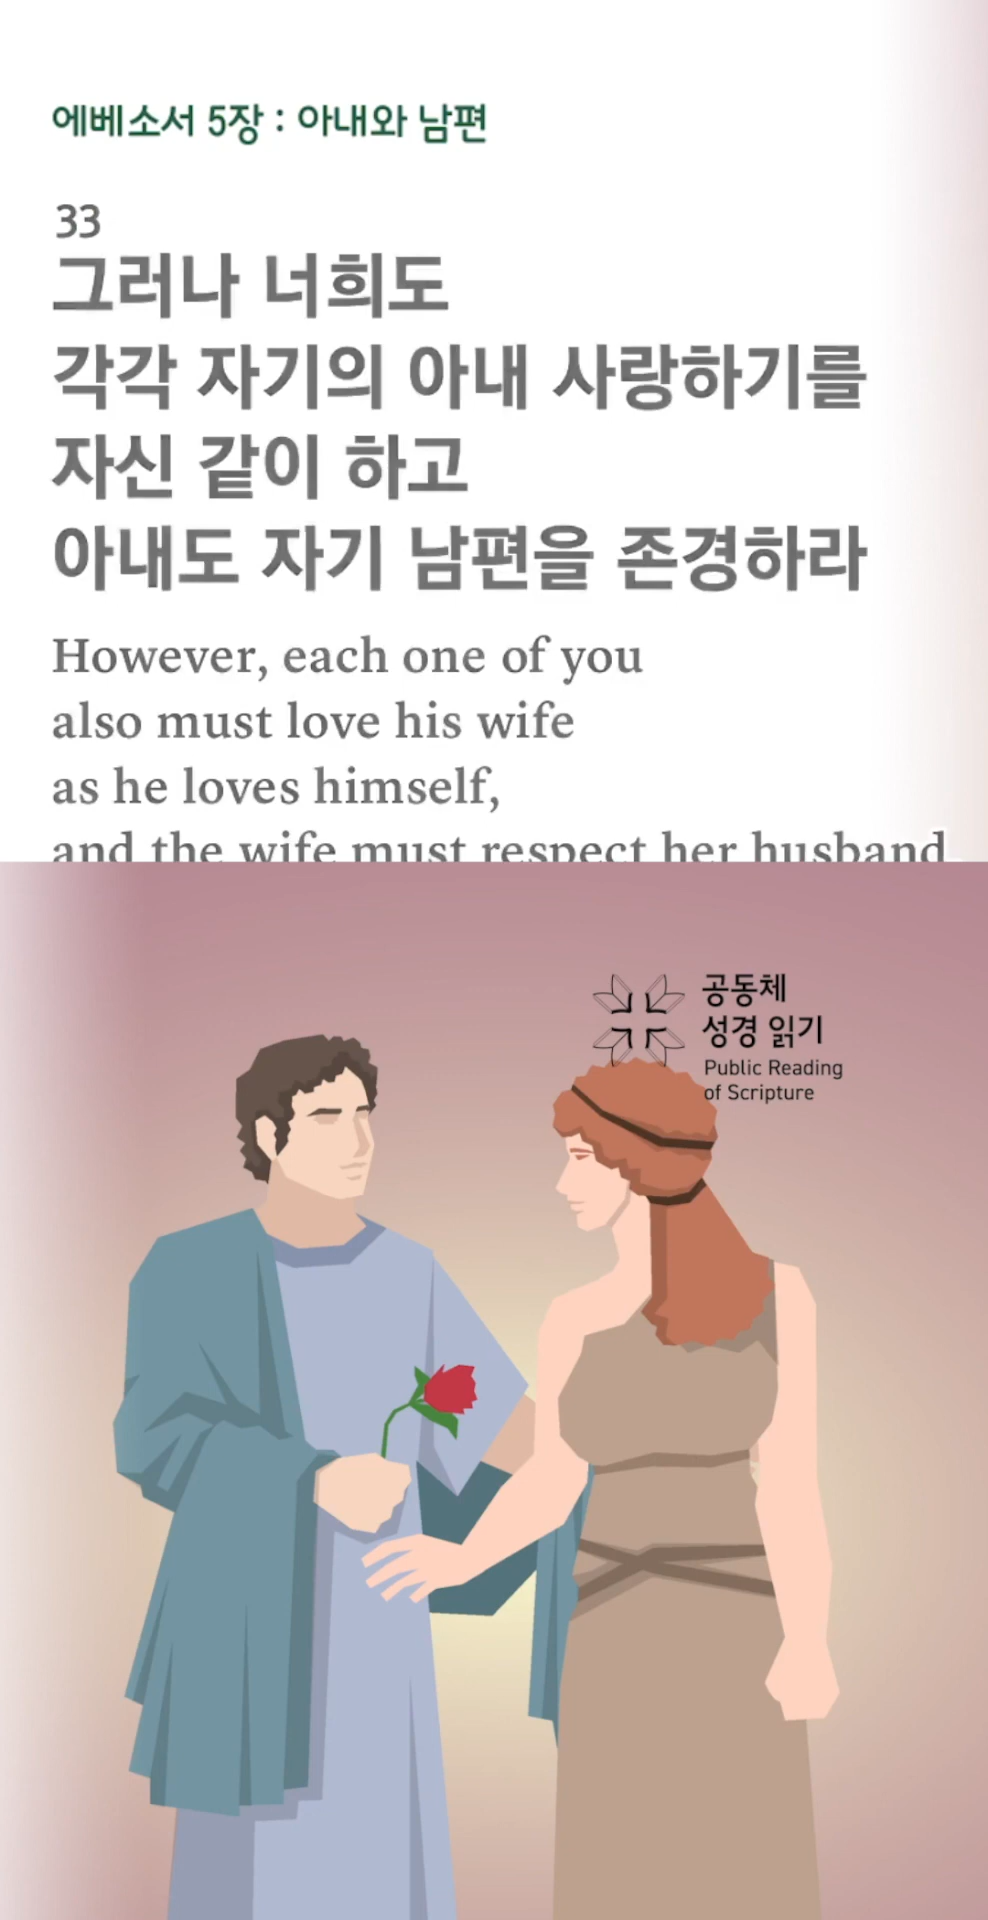 에베소서 5장 : 아내와 남편
33
그러나 너희도
각각 자기의 아내 사랑하기를
자신 같이 하고
아내도 자기 남편을 존경하라
However, each one of you
also must love his wife
as he loves himself,
and the wife must respect her husband
공동체
성경 읽기
Public Reading
of Scripture